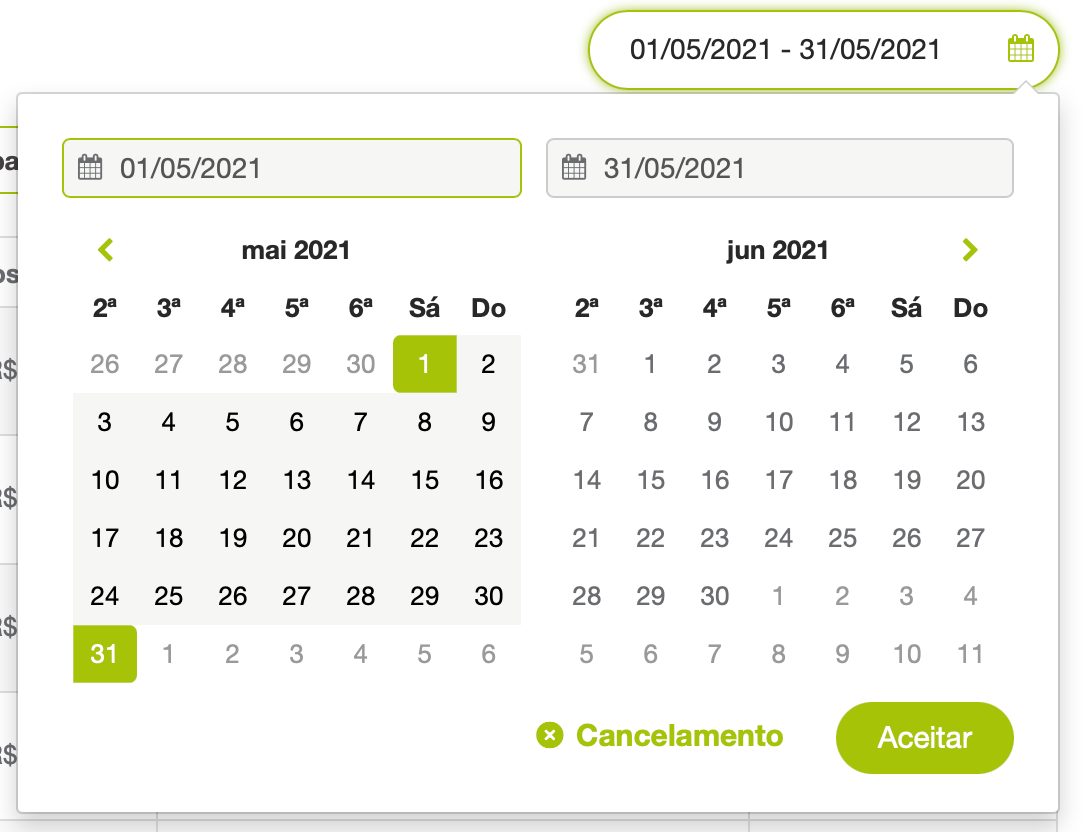 01/05/2021 - 31/05/2021
01/05/2021 31/05/2021
mai 2021 jun 2021
2ª 3ª 4ª 5ª 6ª Sá Do 2ª 3ª 4ª 5ª 6ª Sá Do
26 27 28 29 30 1 2 31 1 2 3 4 5 6
3 4 5 6 7 8 9 7 8 9 10 11 12 13
10 11 12 13 14 15 16 14 15 16 17 18 19 20
17 18 19 20 21 22 23 21 22 23 24 25 26 27
24 25 26 27 28 29 30 28 29 30 1 2 3 4
31 1 2 3 4 5 6 5 6 7 8 9 10 11
Cancelamento Aceitar